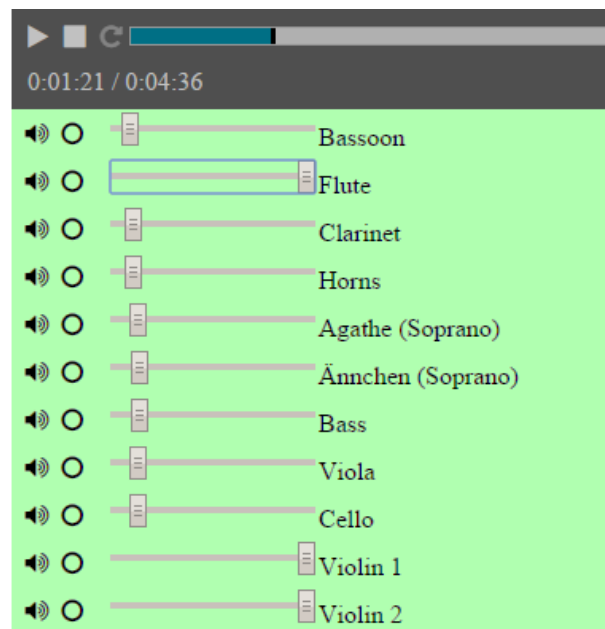 0:01:21 / 0:04:36
Bassoon
Flute
Clarinet
Horns
Agathe (Soprano)
Ännchen (Soprano)
Bass
Viola
Cello
Violin 1
Violin 2